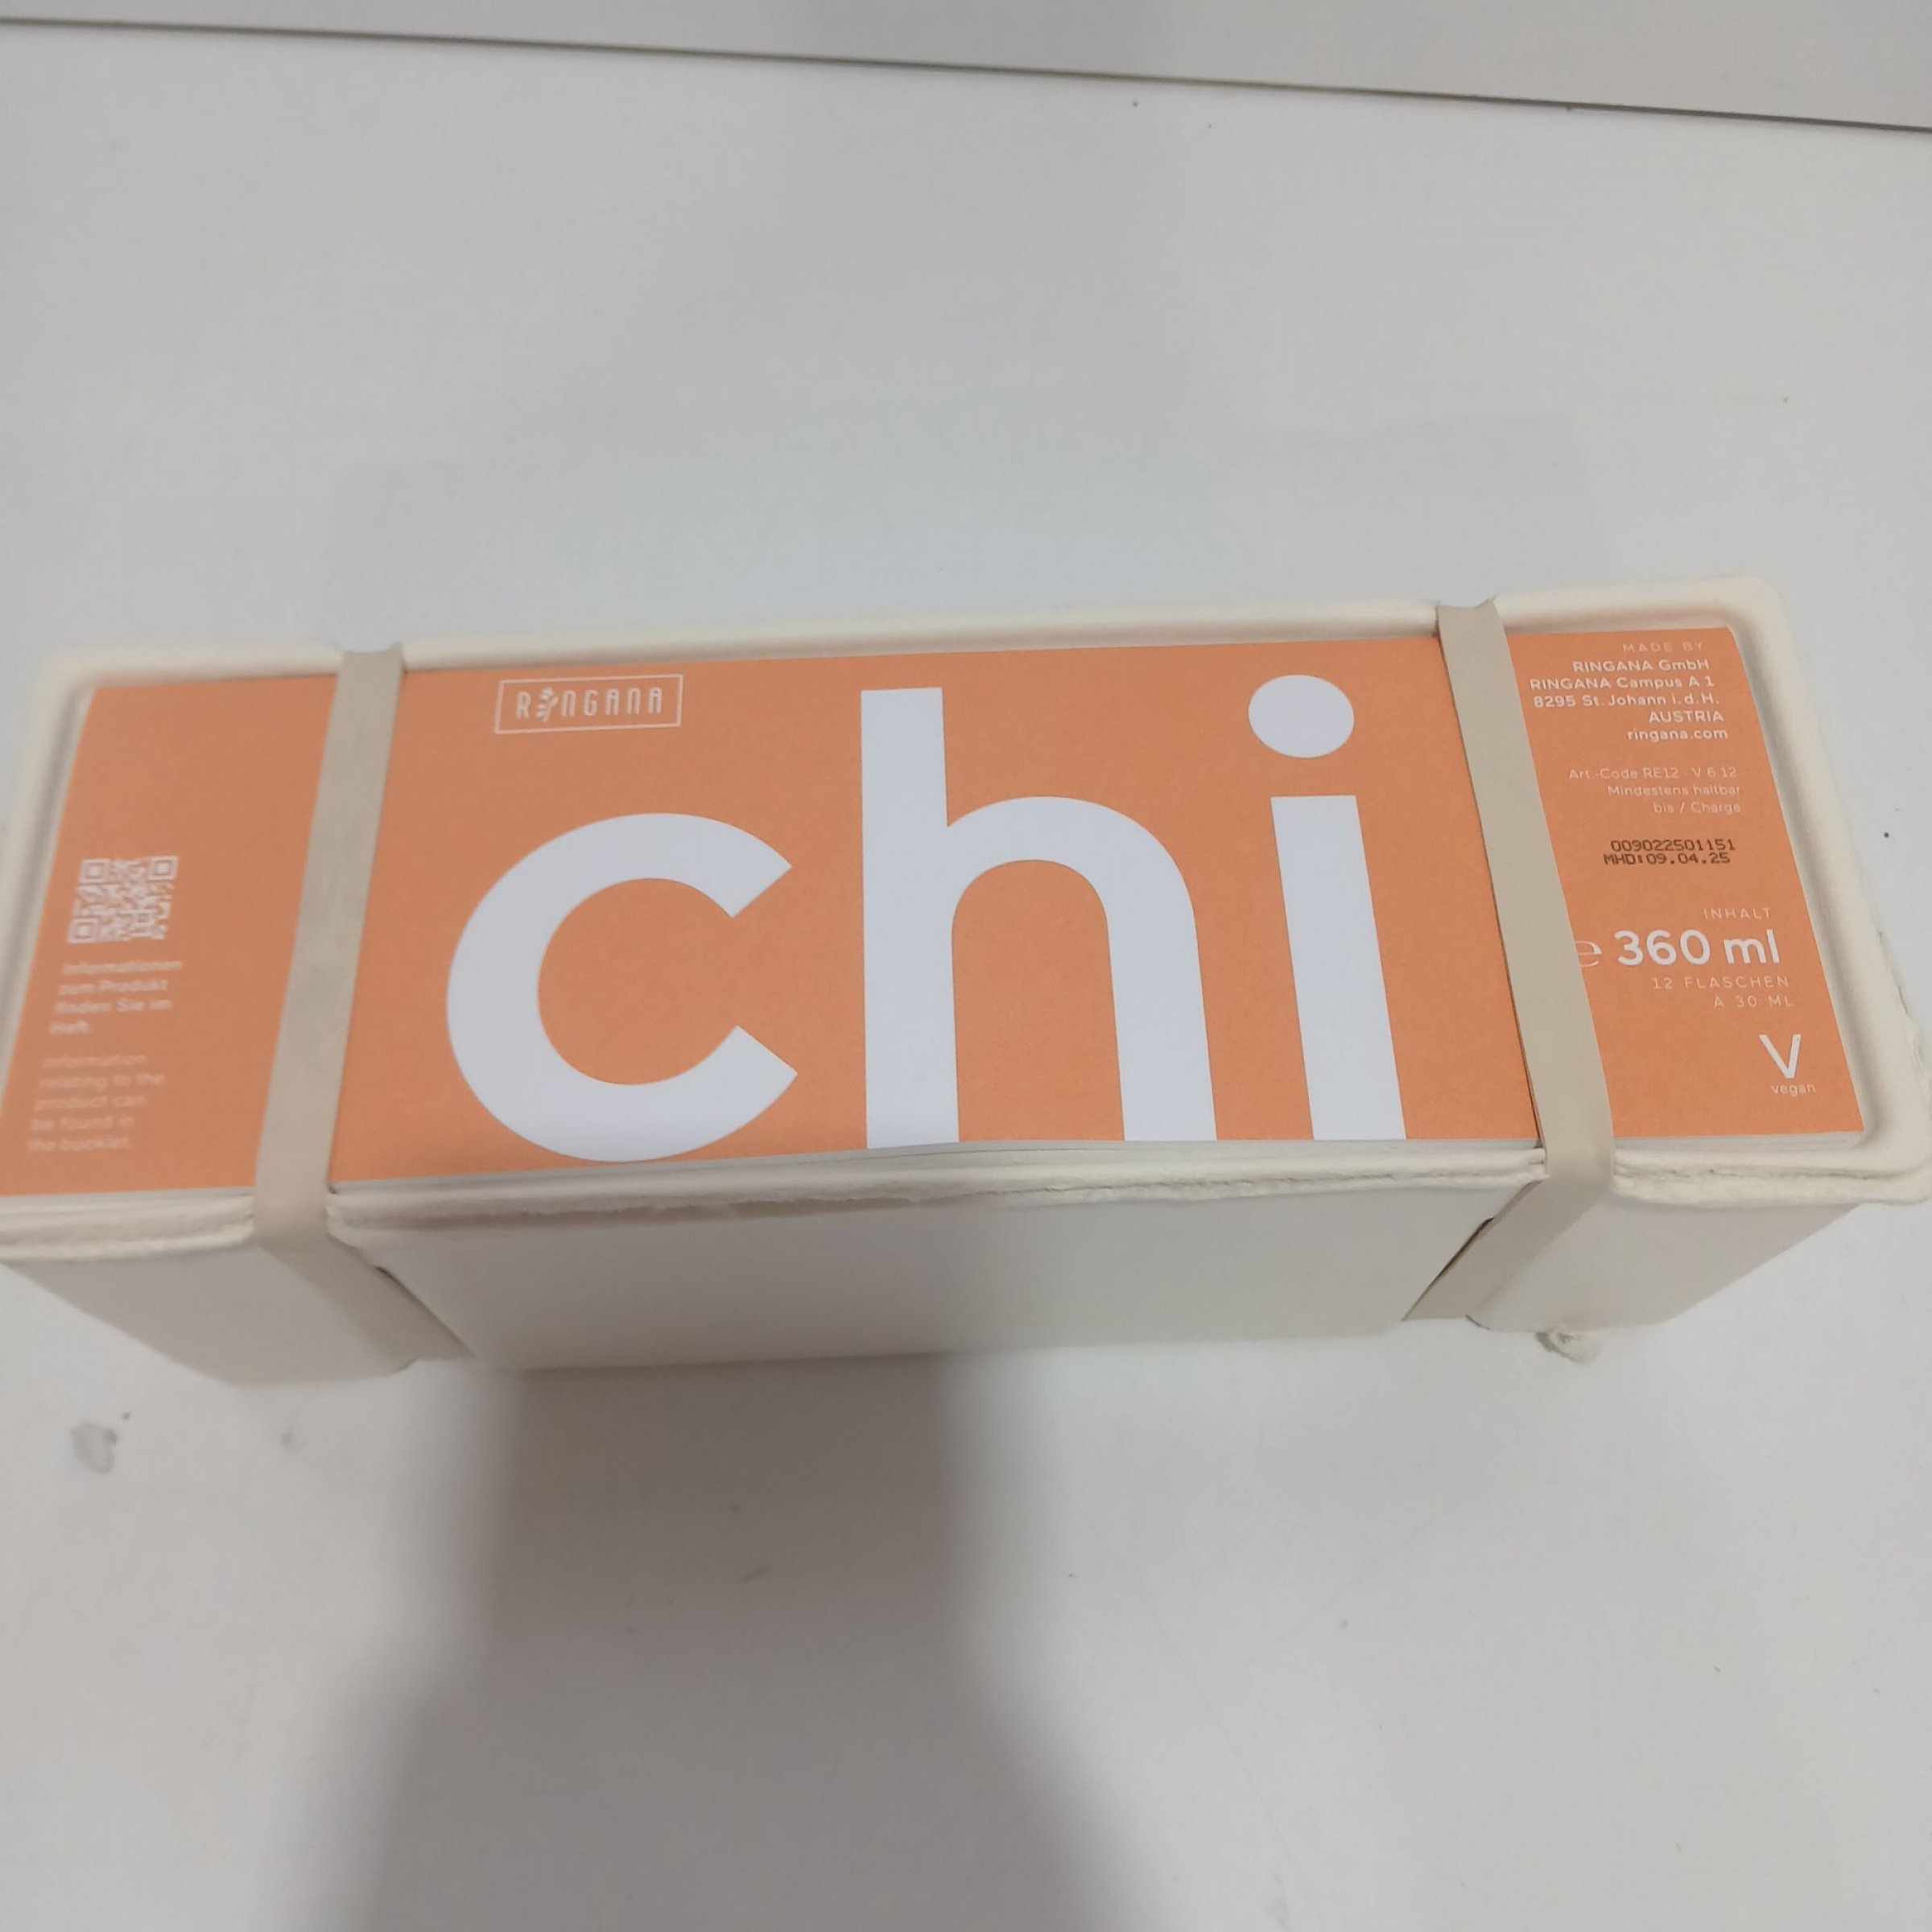 Informationen
zum Produkt
finden Sie im
Heft.
Information
relating to the
product can
be found in
the booklet.
RINGANA
chi
MADE BY
RINGANA GmbH
RINGANA Campus A 1
8295 St. Johann i. d. H.
AUSTRIA
ringana.com
Art.-Code RE12 · V 6.12
Mindestens haltbar
bis / Charge:
009022501151
MHD:09.04.25
INHALT
℮ 360 ml
12 FLASCHEN
A 30 ML
V
vegan